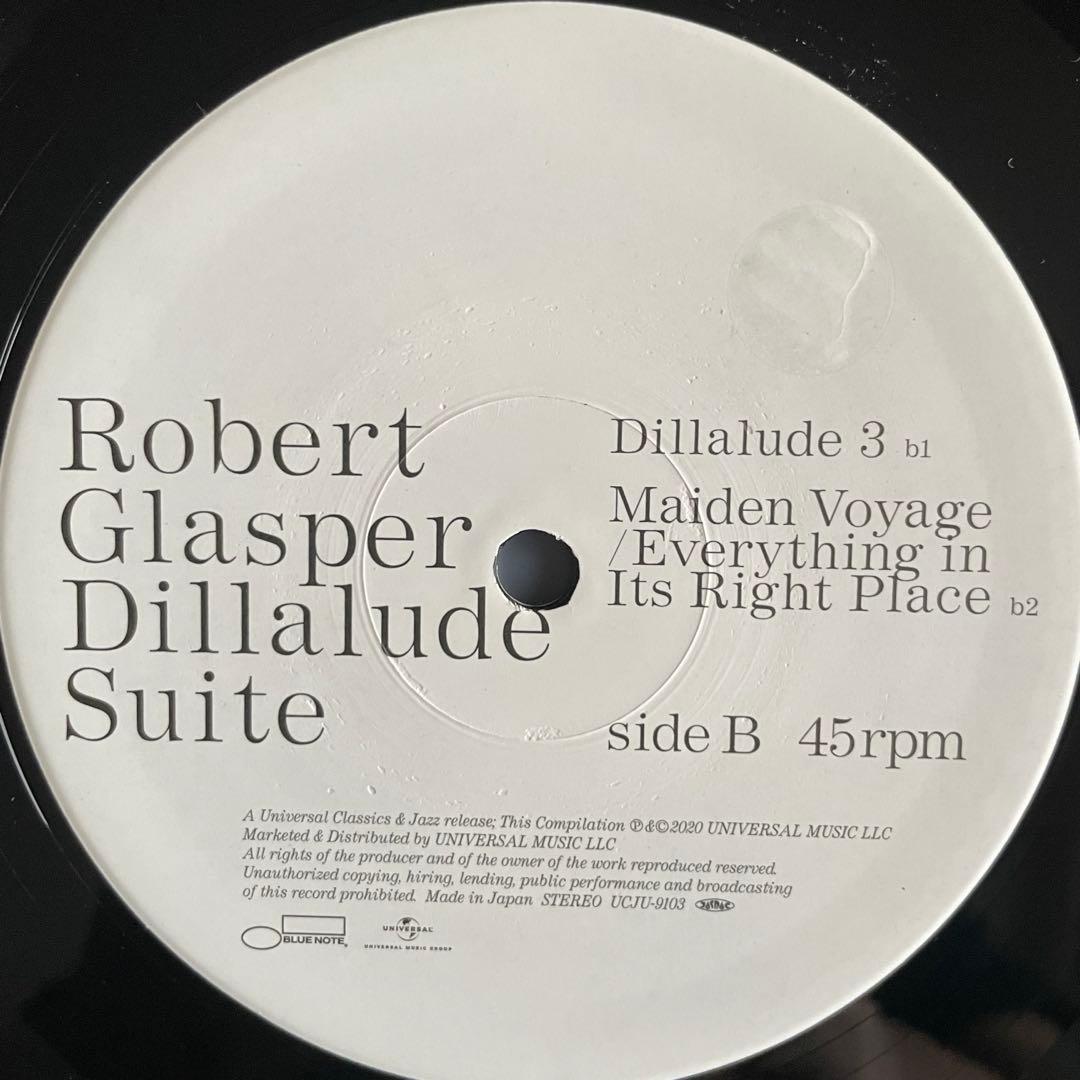 Robert
Glasper
Dillalude
Suite
Dillalude 3 b1
Maiden Voyage
/Everything in
Its Right Place b2
side B 45rpm
A Universal Classics & Jazz release; This Compilation ℗&©2020 UNIVERSAL MUSIC LLC
Marketed & Distributed by UNIVERSAL MUSIC LLC
All rights of the producer and of the owner of the work reproduced reserved.
Unauthorized copying, hiring, lending, public performance and broadcasting
of this record prohibited. Made in Japan STEREO UCJU-9103
BLUE NOTE
UNIVERSAL
UNIVERSAL MUSIC GROUP